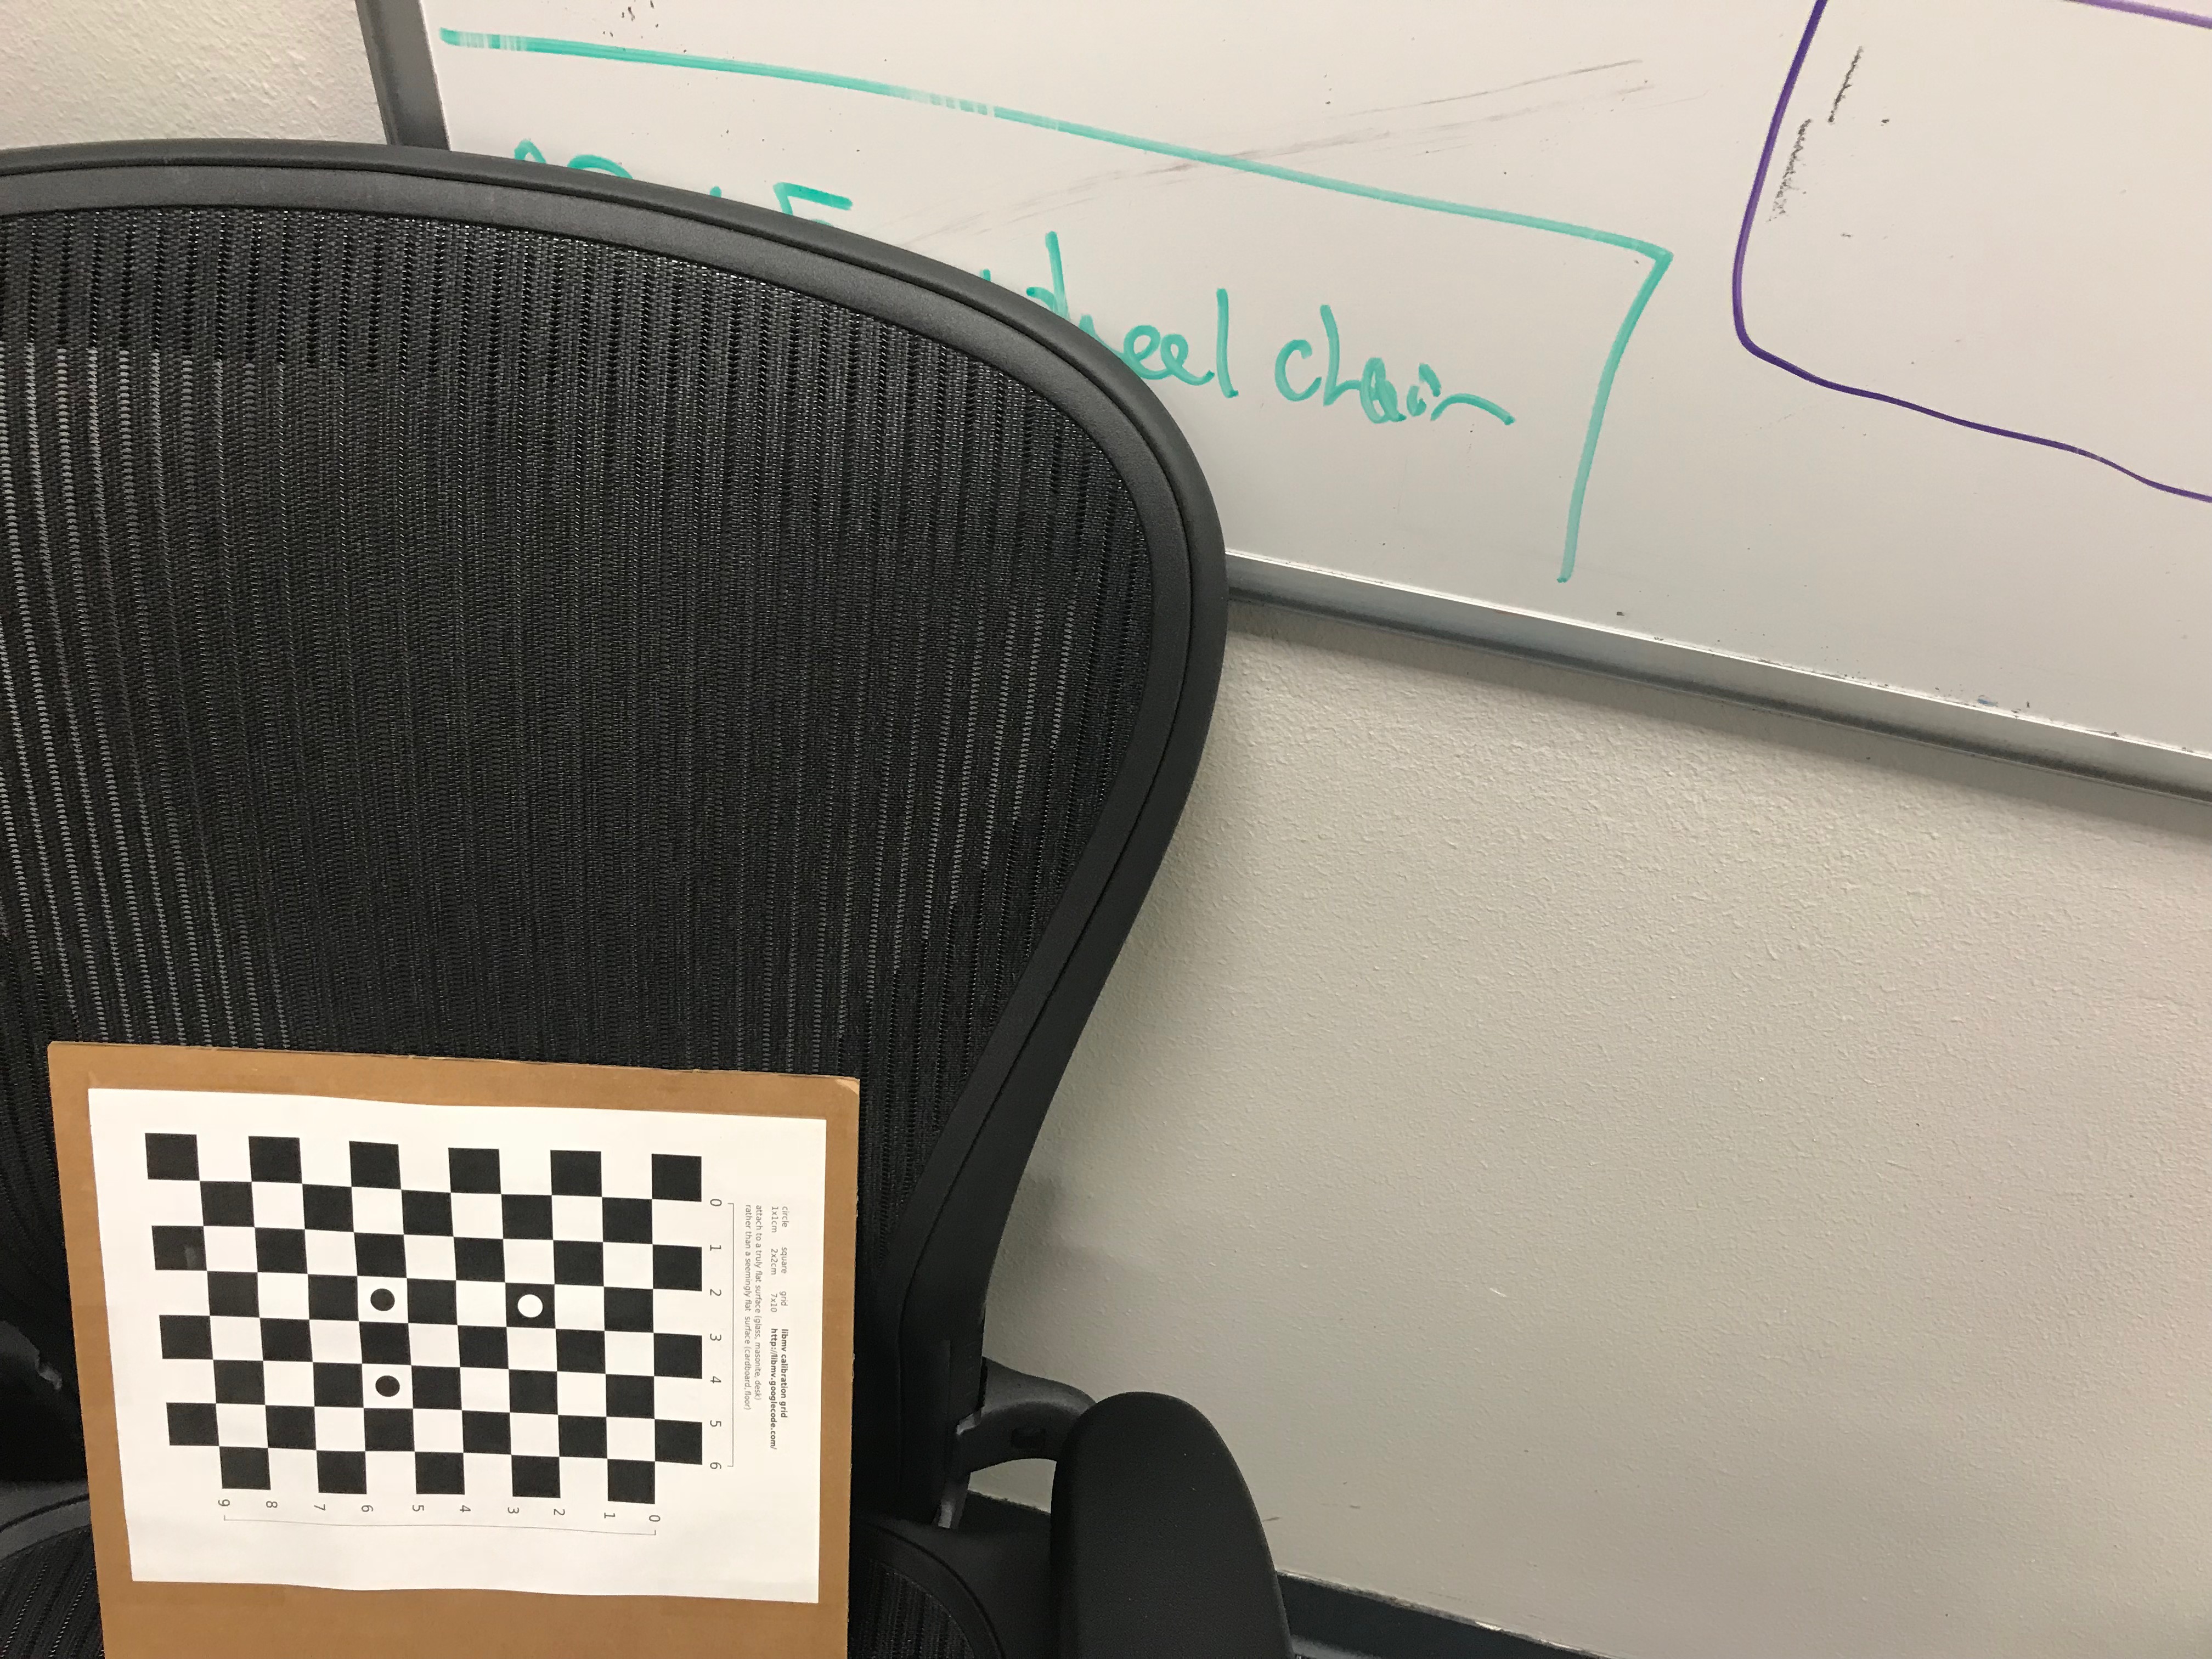 wheel chain
circle square grid libmv calibration grid
1x1cm 2x2cm 7x10 http://libmv.googlecode.com/
attach to a truly flat surface (glass, masonite, desk)
rather than a seemingly flat surface (cardboard, floor)
0 1 2 3 4 5 6
9 8 7 6 5 4 3 2 1 0